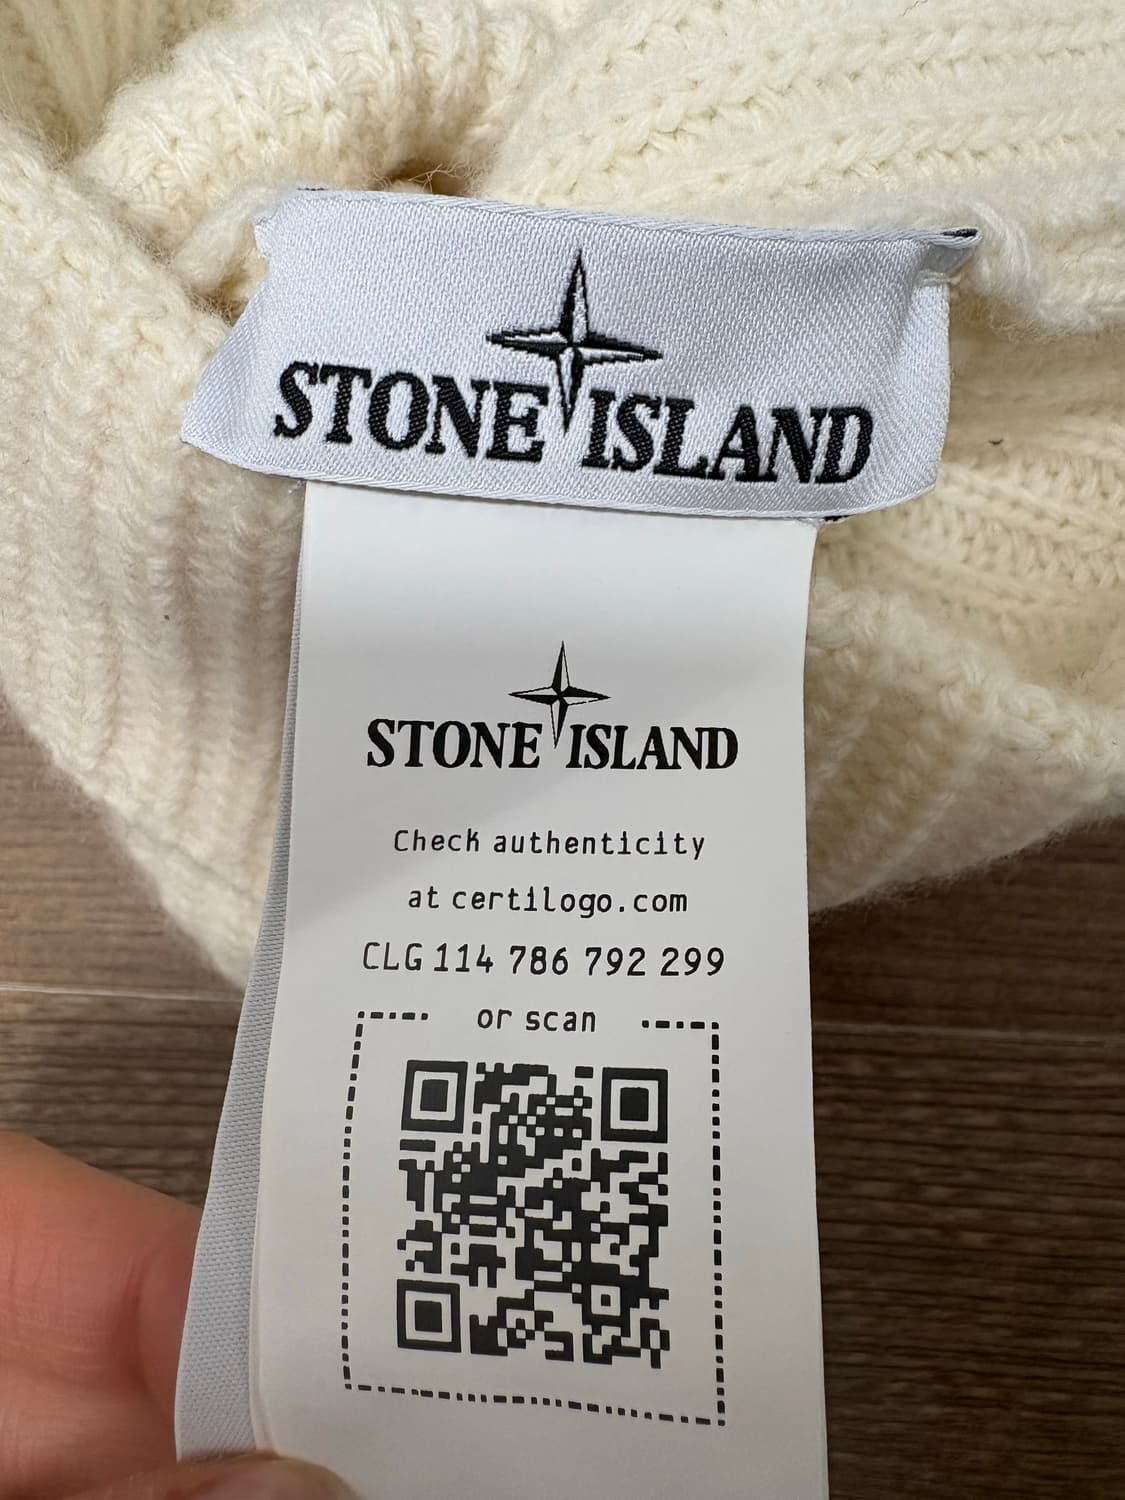 STONE ISLAND
STONE ISLAND
Check authenticity
at certilogo.com
CLG 114 786 792 299
or scan